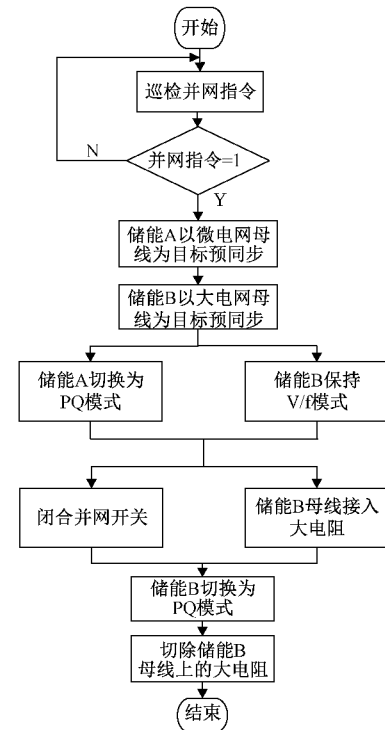 开始
巡检并网指令
并网指令=1
N
Y
储能A以微电网母
线为目标预同步
储能B以大电网母
线为目标预同步
储能A切换为
PQ模式
储能B保持
V/f模式
闭合并网开关
储能B母线接入
大电阻
储能B切换为
PQ模式
切除储能B
母线上的大电阻
结束